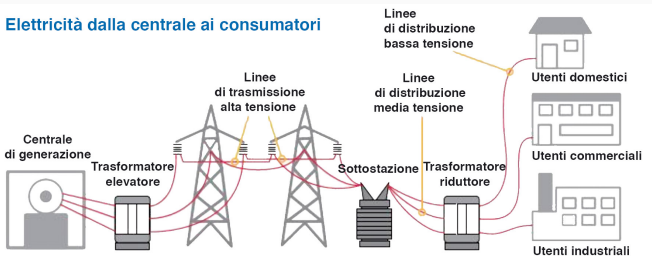 Elettricità dalla centrale ai consumatori
Linee
di distribuzione
bassa tensione
Utenti domestici
Linee
di trasmissione
alta tensione
Linee
di distribuzione
media tensione
Centrale
di generazione
Trasformatore
elevatore
Sottostazione
Trasformatore
riduttore
Utenti commerciali
Utenti industriali